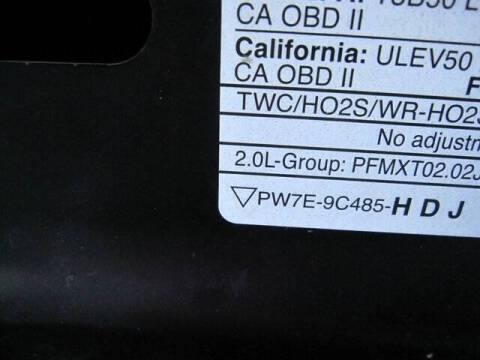 CA OBD II
California: ULEV50
CA OBD II F
TWC/HO2S/WR-HO2S
No adjustm
2.0L-Group: PFMXT02.02J
▽PW7E-9C485-HDJ